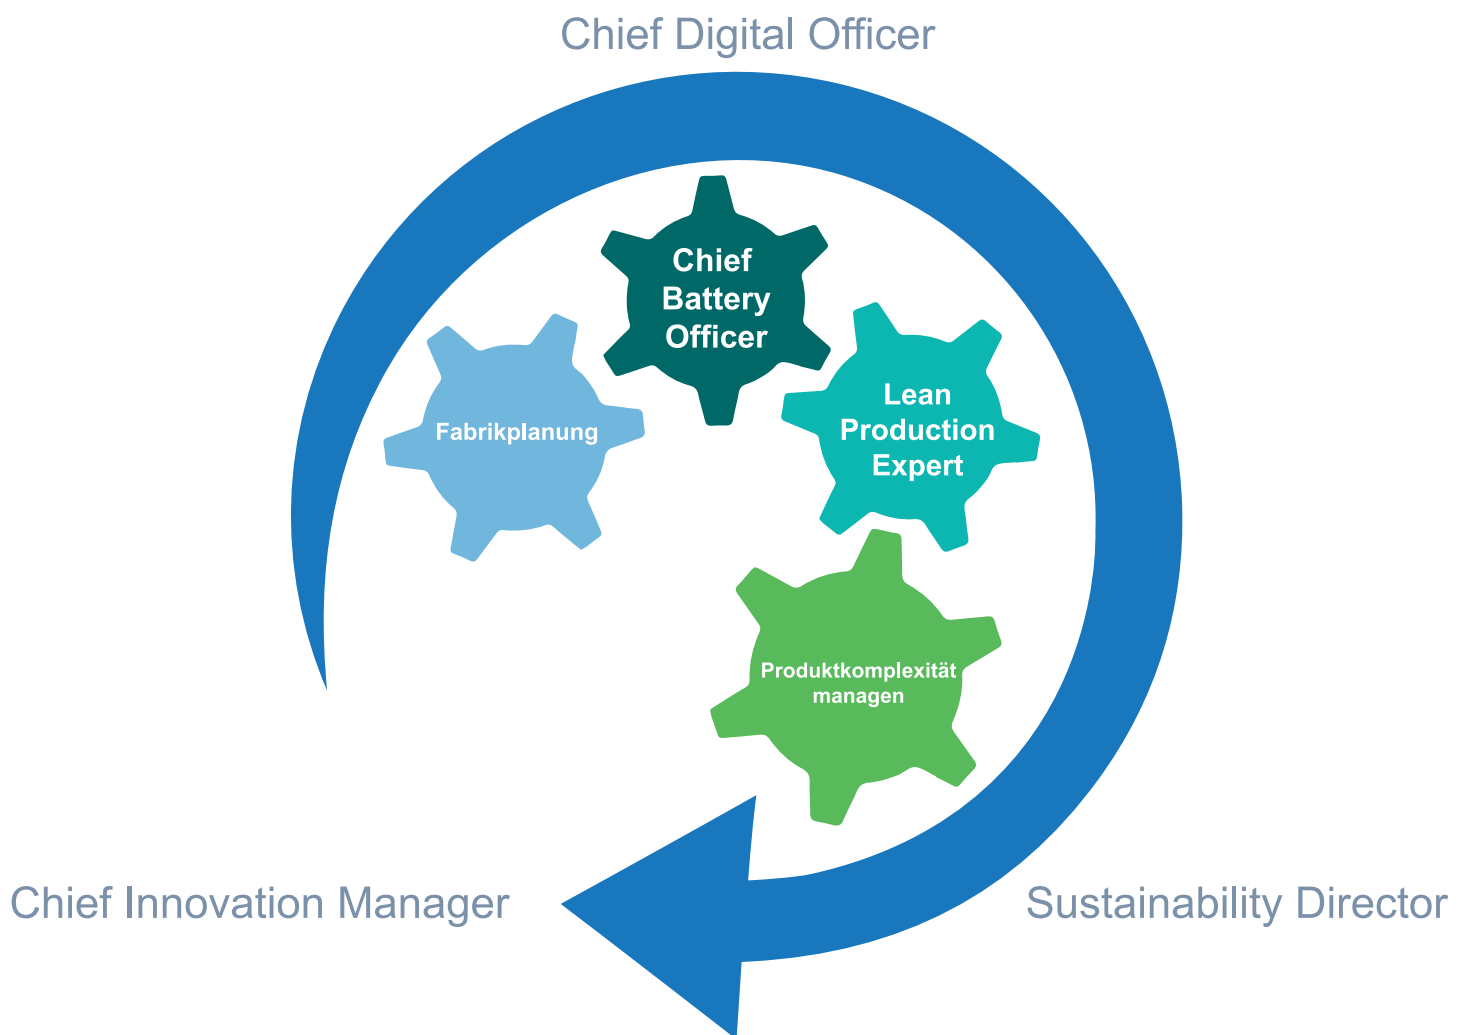 Chief Digital Officer
Chief
Battery
Officer
Fabrikplanung
Lean
Production
Expert
Produktkomplexität
managen
Chief Innovation Manager
Sustainability Director